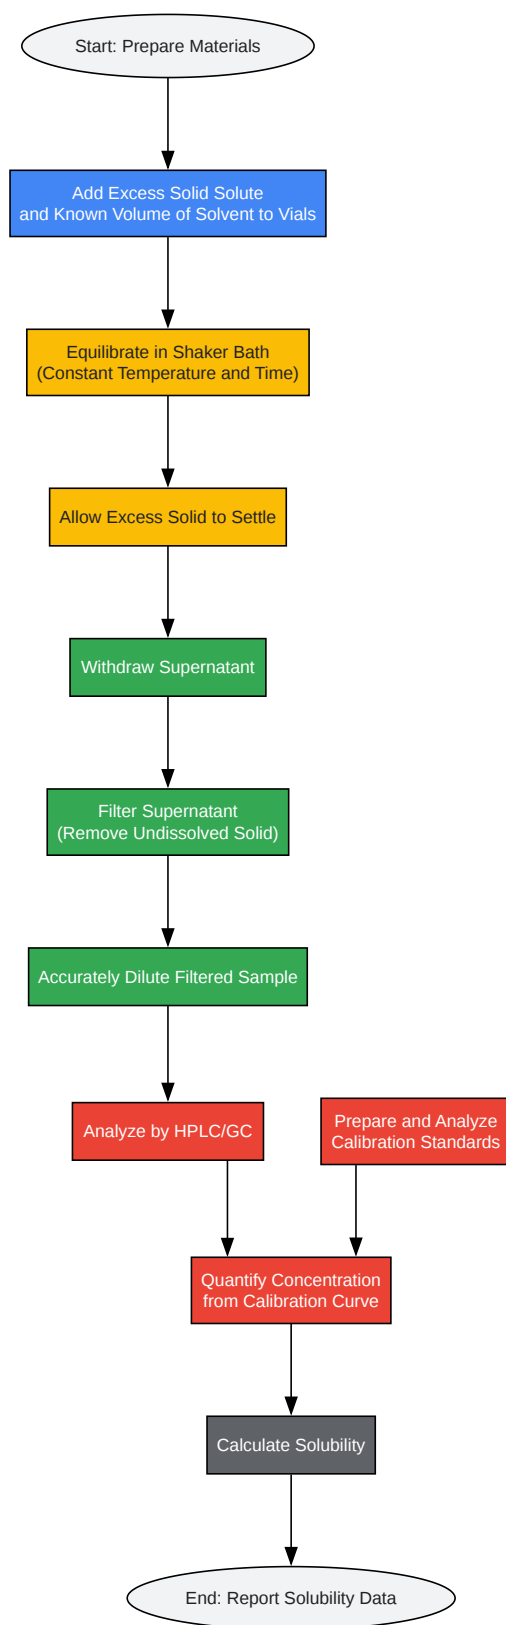 Start: Prepare Materials
Add Excess Solid Solute
and Known Volume of Solvent to Vials
Equilibrate in Shaker Bath
(Constant Temperature and Time)
Allow Excess Solid to Settle
Withdraw Supernatant
Filter Supernatant
(Remove Undissolved Solid)
Accurately Dilute Filtered Sample
Analyze by HPLC/GC
Prepare and Analyze
Calibration Standards
Quantify Concentration
from Calibration Curve
Calculate Solubility
End: Report Solubility Data